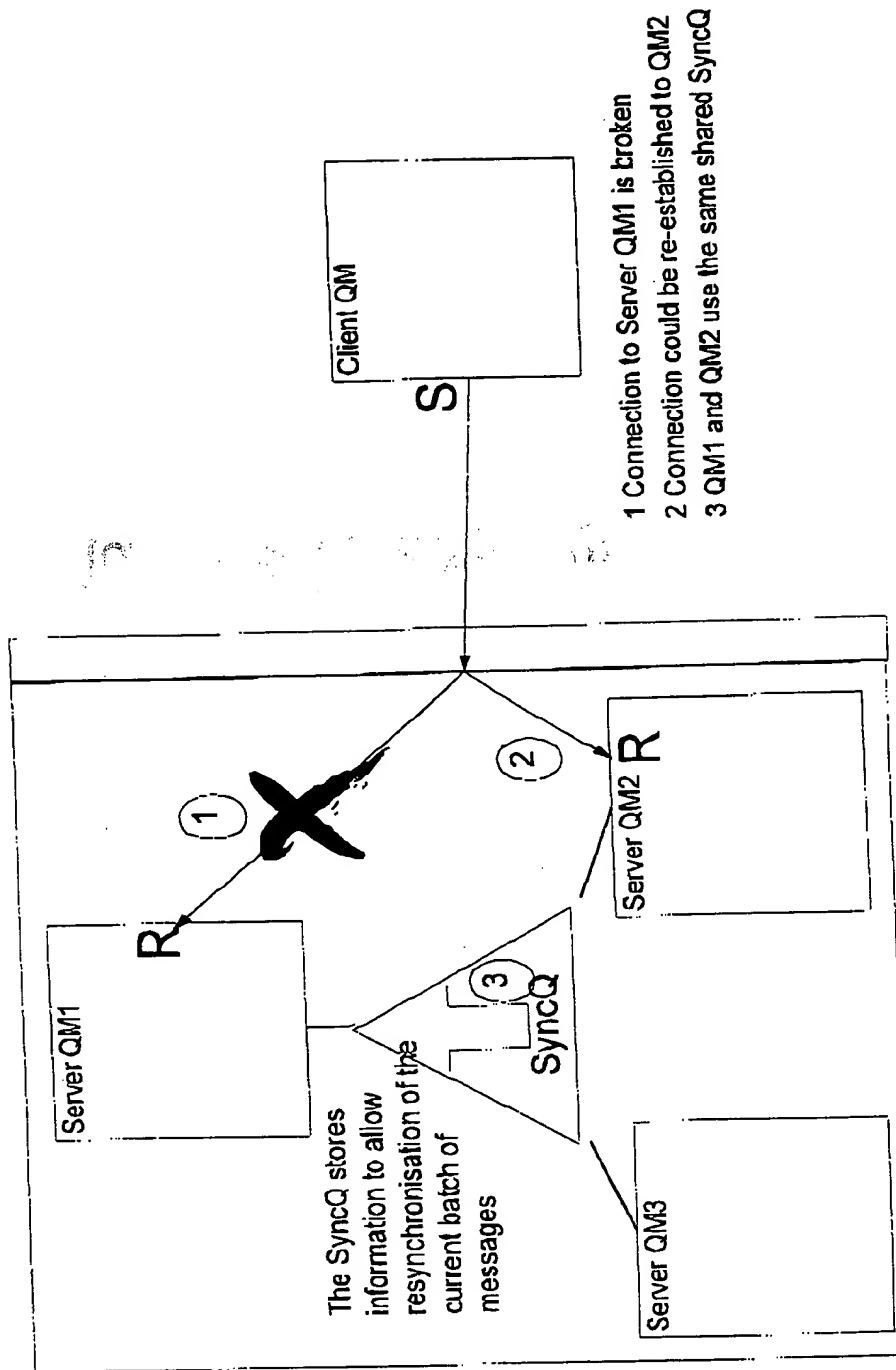 Server QM1
R
1
The SyncQ stores
information to allow
resynchronisation of the
current batch of
messages
3
SyncQ
2
Server QM2
R
Server QM3
S
Client QM
1 Connection to Server QM1 is broken
2 Connection could be re-established to QM2
3 QM1 and QM2 use the same shared SyncQ